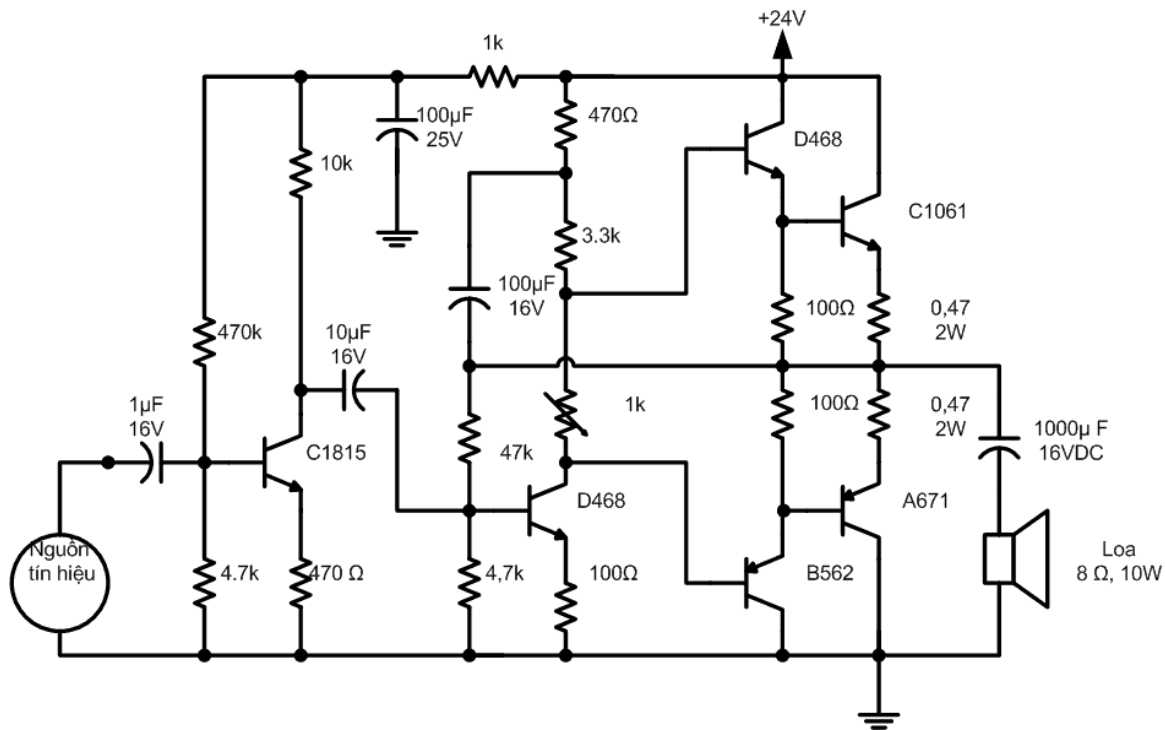 +24V
1k
100µF
25V
470Ω
D468
10k
C1061
3.3k
100µF
16V
100Ω
0,47
2W
470k
10µF
16V
1µF
16V
1k
100Ω
0,47
2W
1000µ F
16VDC
C1815
47k
D468
A671
Nguồn
tín hiệu
4.7k
470 Ω
4,7k
100Ω
B562
Loa
8 Ω, 10W